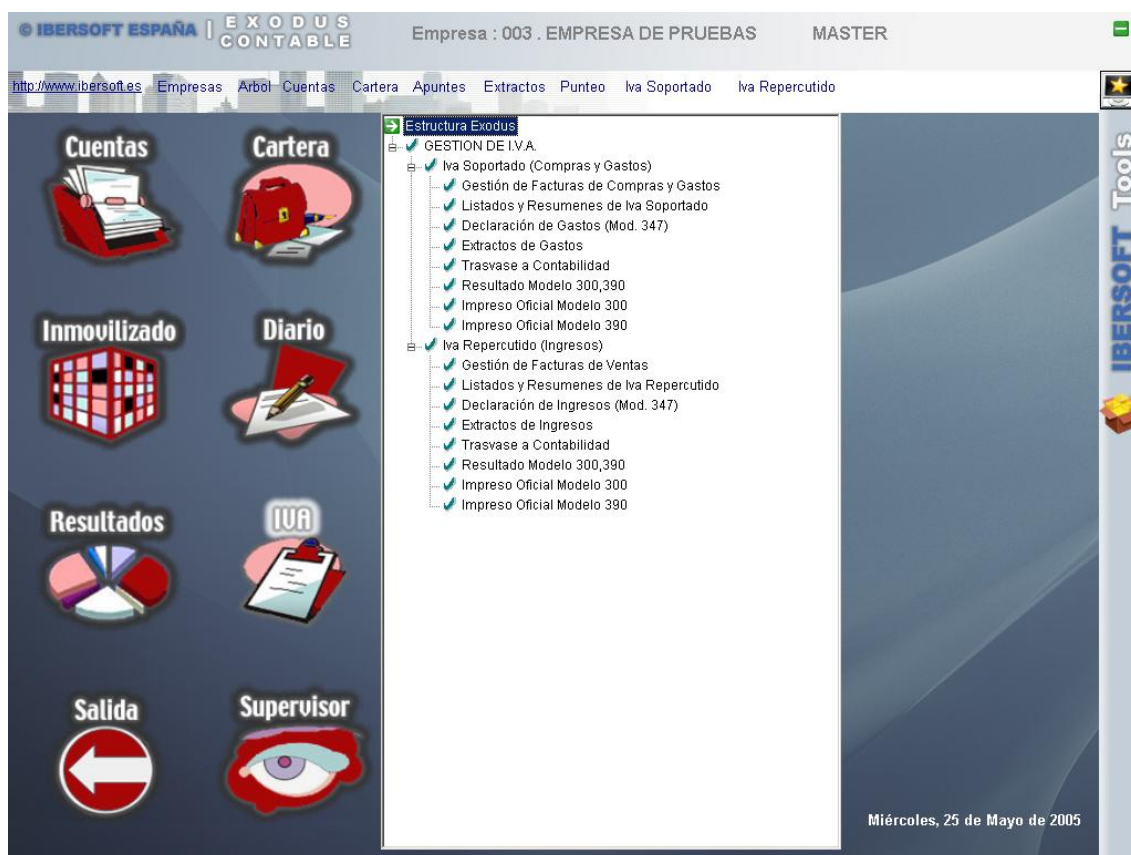 © IBERSOFT ESPAÑA | EXODUS CONTABLE
Empresa : 003 . EMPRESA DE PRUEBAS MASTER
http://www.ibersoft.es Empresas Arbol Cuentas Cartera Apuntes Extractos Punteo Iva Soportado Iva Repercutido
Cuentas
Cartera
Inmovilizado
Diario
Resultados
IVA
Salida
Supervisor
Estructura Exodus
GESTION DE I.V.A.
Iva Soportado (Compras y Gastos)
Gestión de Facturas de Compras y Gastos
Listados y Resumenes de Iva Soportado
Declaración de Gastos (Mod. 347)
Extractos de Gastos
Trasvase a Contabilidad
Resultado Modelo 300,390
Impreso Oficial Modelo 300
Impreso Oficial Modelo 390
Iva Repercutido (Ingresos)
Gestión de Facturas de Ventas
Listados y Resumenes de Iva Repercutido
Declaración de Ingresos (Mod. 347)
Extractos de Ingresos
Trasvase a Contabilidad
Resultado Modelo 300,390
Impreso Oficial Modelo 300
Impreso Oficial Modelo 390
IBERSOFT Tools
Miércoles, 25 de Mayo de 2005